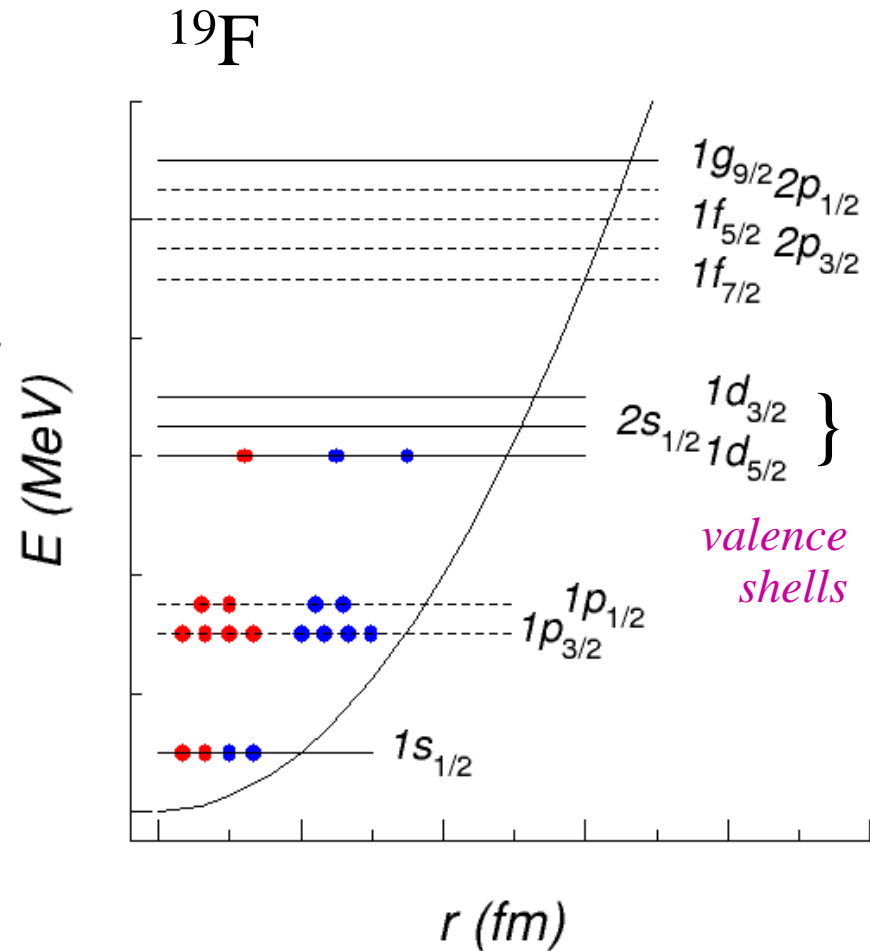 ¹⁹F
1g₉/₂ 2p₁/₂
1f₅/₂ 2p₃/₂
1f₇/₂
1d₃/₂
2s₁/₂ 1d₅/₂ }
valence
shells
1p₁/₂
1p₃/₂
1s₁/₂
E (MeV)
r (fm)